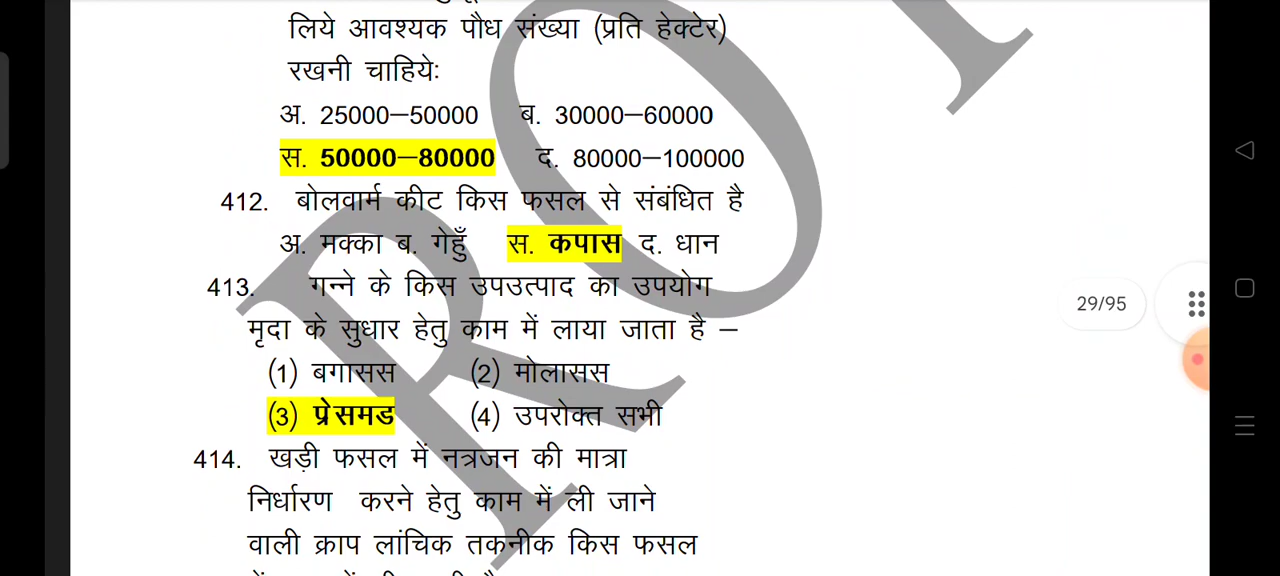 लिये आवश्यक पौध संख्या (प्रति हेक्टेर)
रखनी चाहिये:
अ. 25000–50000 ब. 30000–60000
स. 50000–80000 द. 80000–100000
412. बोलवार्म कीट किस फसल से संबंधित है
अ. मक्का ब. गेहुँ स. कपास द. धान
413. गन्ने के किस उपउत्पाद का उपयोग
मृदा के सुधार हेतु काम में लाया जाता है –
(1) बगासस (2) मोलासस
(3) प्रेसमड (4) उपरोक्त सभी
414. खड़ी फसल में नत्रजन की मात्रा
निर्धारण करने हेतु काम में ली जाने
वाली क्राप लांचिक तकनीक किस फसल
29/95